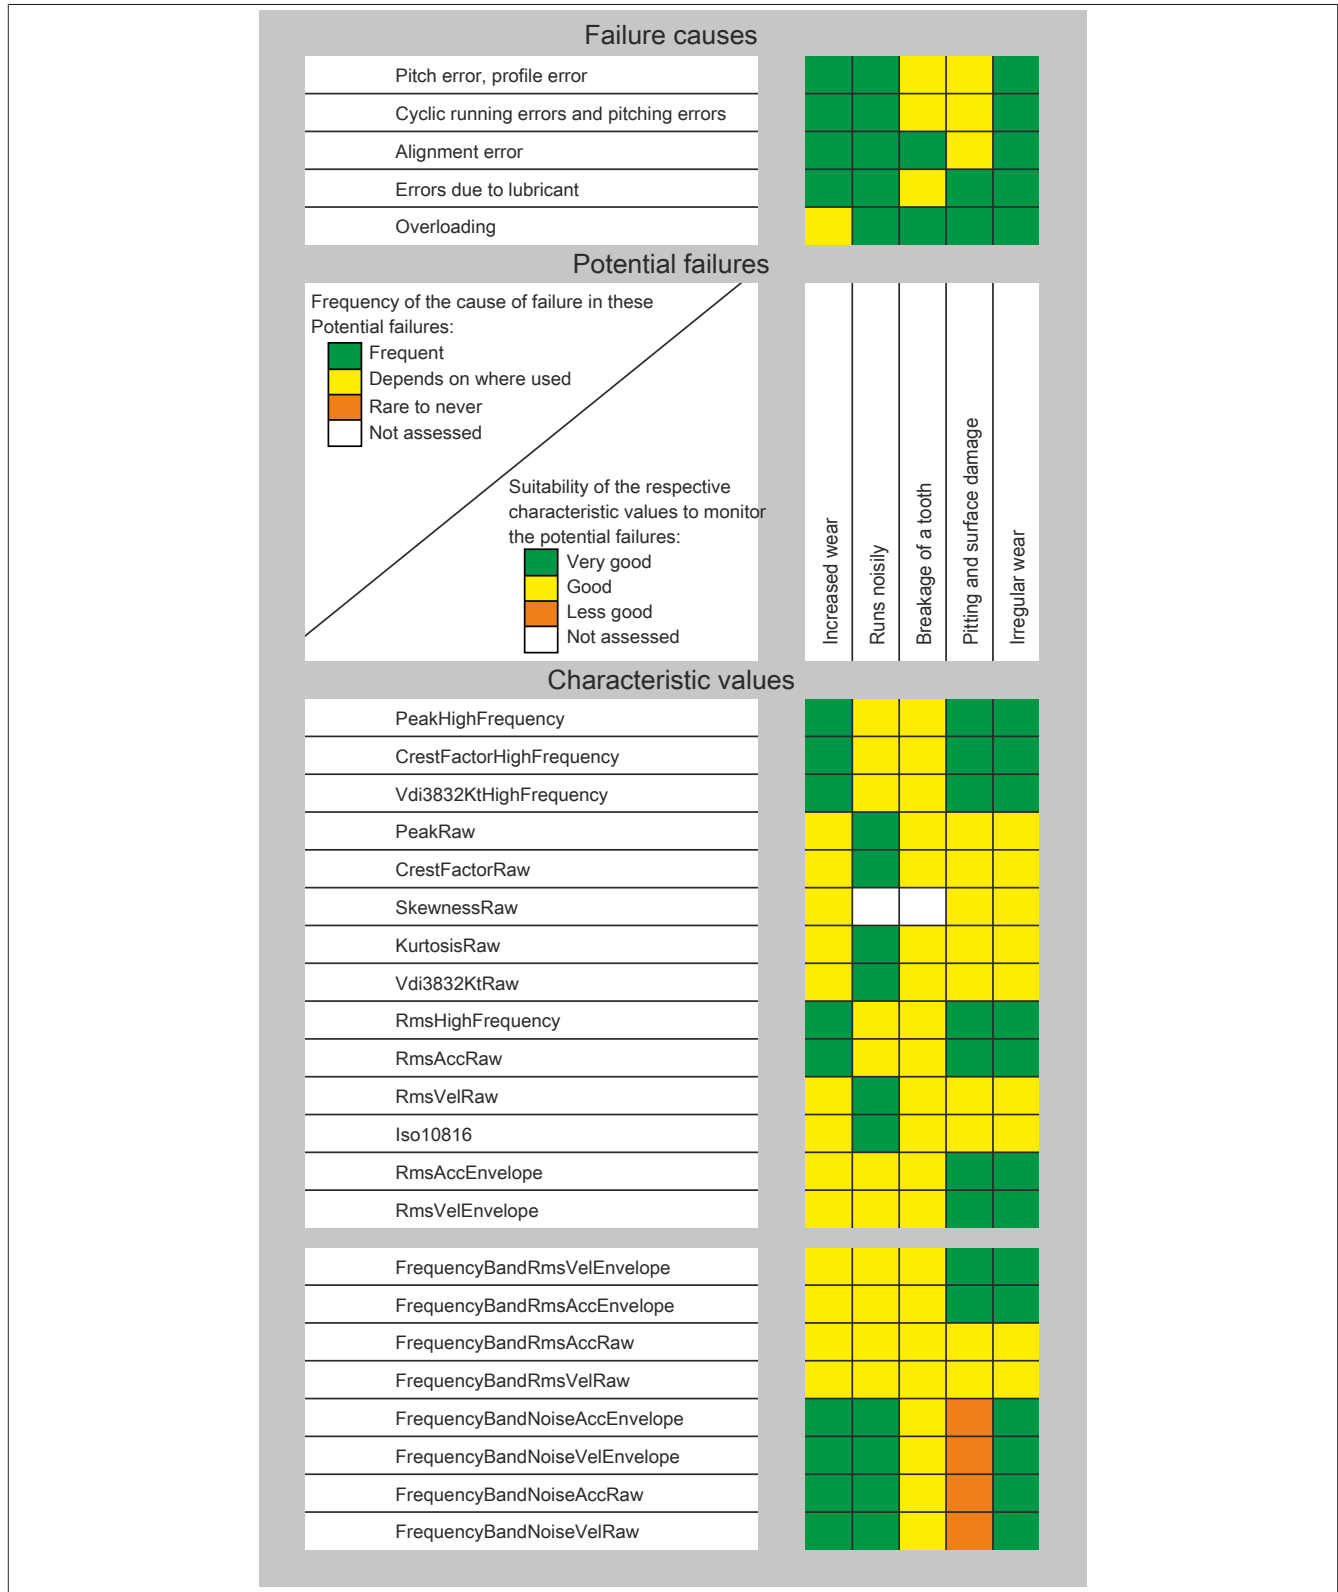 Failure causes
Pitch error, profile error
Cyclic running errors and pitching errors
Alignment error
Errors due to lubricant
Overloading
Potential failures
Frequency of the cause of failure in these
Potential failures:
Frequent
Depends on where used
Rare to never
Not assessed
Suitability of the respective
characteristic values to monitor
the potential failures:
Very good
Good
Less good
Not assessed
Increased wear
Runs noisily
Breakage of a tooth
Pitting and surface damage
Irregular wear
Characteristic values
PeakHighFrequency
CrestFactorHighFrequency
Vdi3832KtHighFrequency
PeakRaw
CrestFactorRaw
SkewnessRaw
KurtosisRaw
Vdi3832KtRaw
RmsHighFrequency
RmsAccRaw
RmsVelRaw
Iso10816
RmsAccEnvelope
RmsVelEnvelope
FrequencyBandRmsVelEnvelope
FrequencyBandRmsAccEnvelope
FrequencyBandRmsAccRaw
FrequencyBandRmsVelRaw
FrequencyBandNoiseAccEnvelope
FrequencyBandNoiseVelEnvelope
FrequencyBandNoiseAccRaw
FrequencyBandNoiseVelRaw